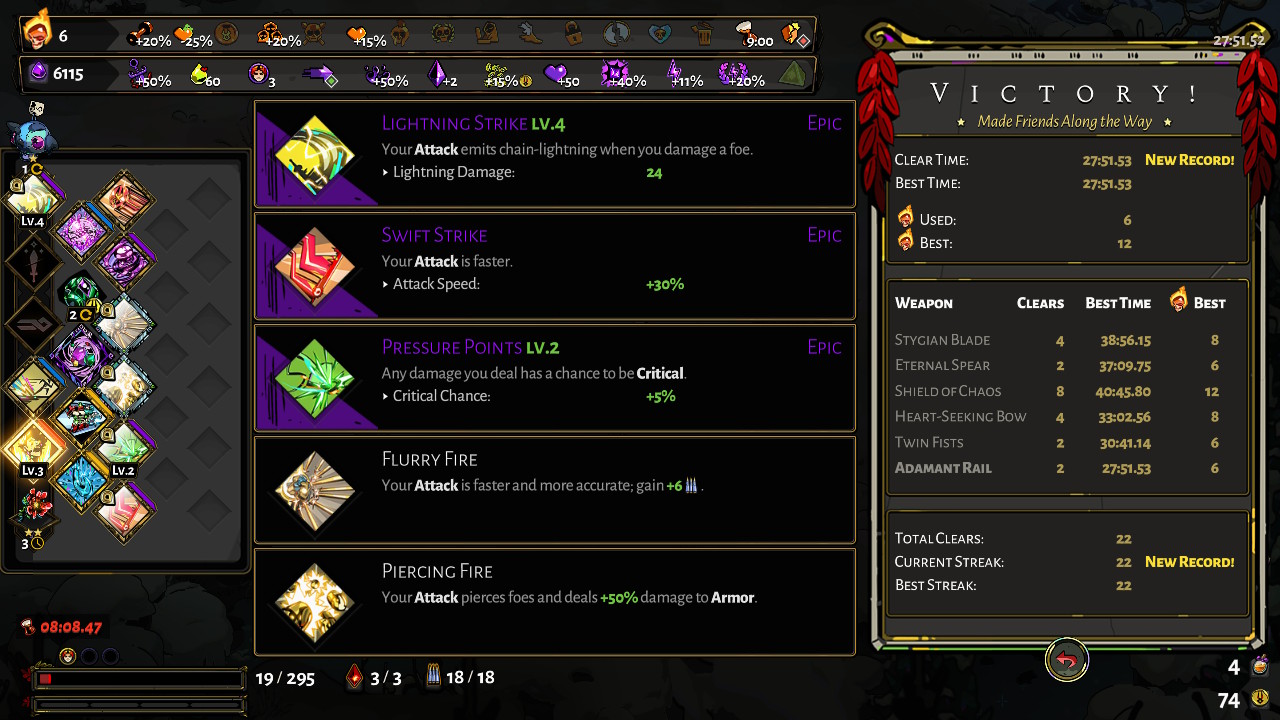 6
+20% -25% +20% +15% 9:00
27:51.52
6115
+50% 60 3 +50% +2 +15% +50 +40% +11% +20%
VICTORY!
Made Friends Along the Way
CLEAR TIME: 27:51.53 NEW RECORD!
BEST TIME: 27:51.53
USED: 6
BEST: 12
WEAPON CLEARS BEST TIME BEST
STYGIAN BLADE 4 38:56.15 8
ETERNAL SPEAR 2 37:09.75 6
SHIELD OF CHAOS 8 40:45.80 12
HEART-SEEKING BOW 4 33:02.56 8
TWIN FISTS 2 30:41.14 6
ADAMANT RAIL 2 27:51.53 6
TOTAL CLEARS: 22
CURRENT STREAK: 22 NEW RECORD!
BEST STREAK: 22
LIGHTNING STRIKE LV.4 EPIC
Your Attack emits chain-lightning when you damage a foe.
Lightning Damage: 24
SWIFT STRIKE EPIC
Your Attack is faster.
Attack Speed: +30%
PRESSURE POINTS LV.2 EPIC
Any damage you deal has a chance to be Critical.
Critical Chance: +5%
FLURRY FIRE
Your Attack is faster and more accurate; gain +6 .
PIERCING FIRE
Your Attack pierces foes and deals +50% damage to Armor.
1
Lv.4
2
Lv.3 Lv.2
3
08:08.47
19 / 295 3 / 3 18 / 18
4
74